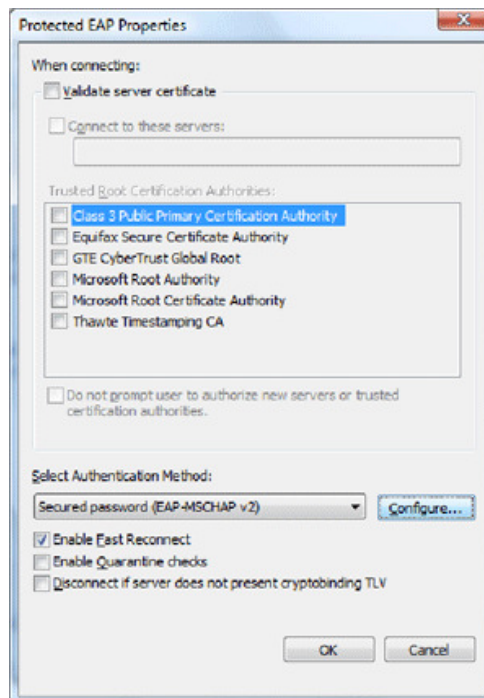 Protected EAP Properties
When connecting:
Validate server certificate
Connect to these servers:
Trusted Root Certification Authorities:
Class 3 Public Primary Certification Authority
Equifax Secure Certificate Authority
GTE CyberTrust Global Root
Microsoft Root Authority
Microsoft Root Certificate Authority
Thawte Timestamping CA
Do not prompt user to authorize new servers or trusted
certification authorities.
Select Authentication Method:
Secured password (EAP-MSCHAP v2)
Configure...
Enable Fast Reconnect
Enable Quarantine checks
Disconnect if server does not present cryptobinding TLV
OK
Cancel